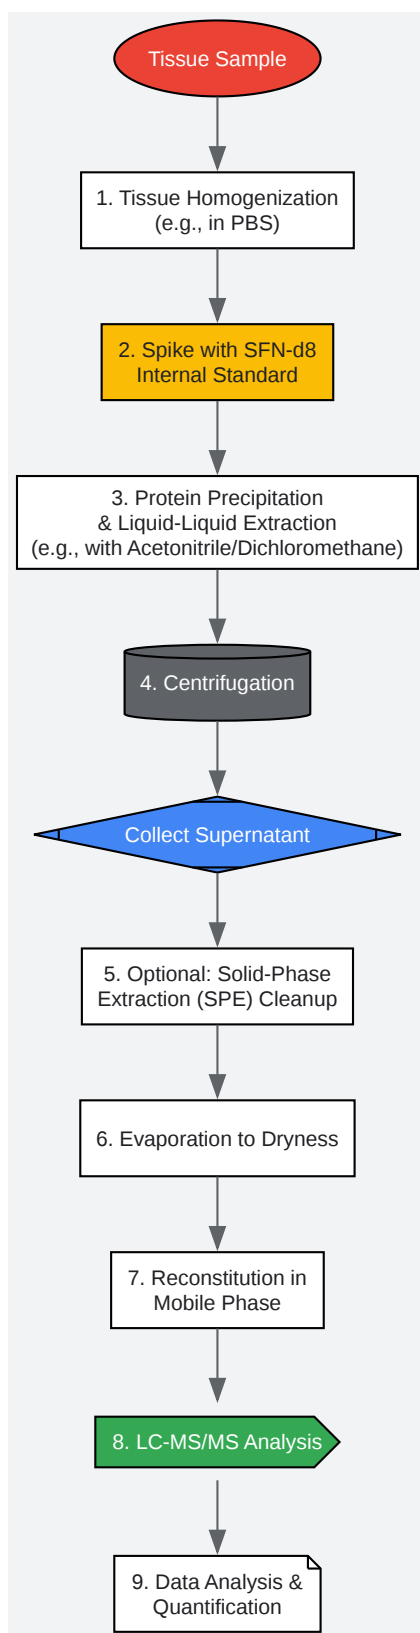 Tissue Sample
1. Tissue Homogenization
(e.g., in PBS)
2. Spike with SFN-d8
Internal Standard
3. Protein Precipitation
& Liquid-Liquid Extraction
(e.g., with Acetonitrile/Dichloromethane)
4. Centrifugation
Collect Supernatant
5. Optional: Solid-Phase
Extraction (SPE) Cleanup
6. Evaporation to Dryness
7. Reconstitution in
Mobile Phase
8. LC-MS/MS Analysis
9. Data Analysis &
Quantification